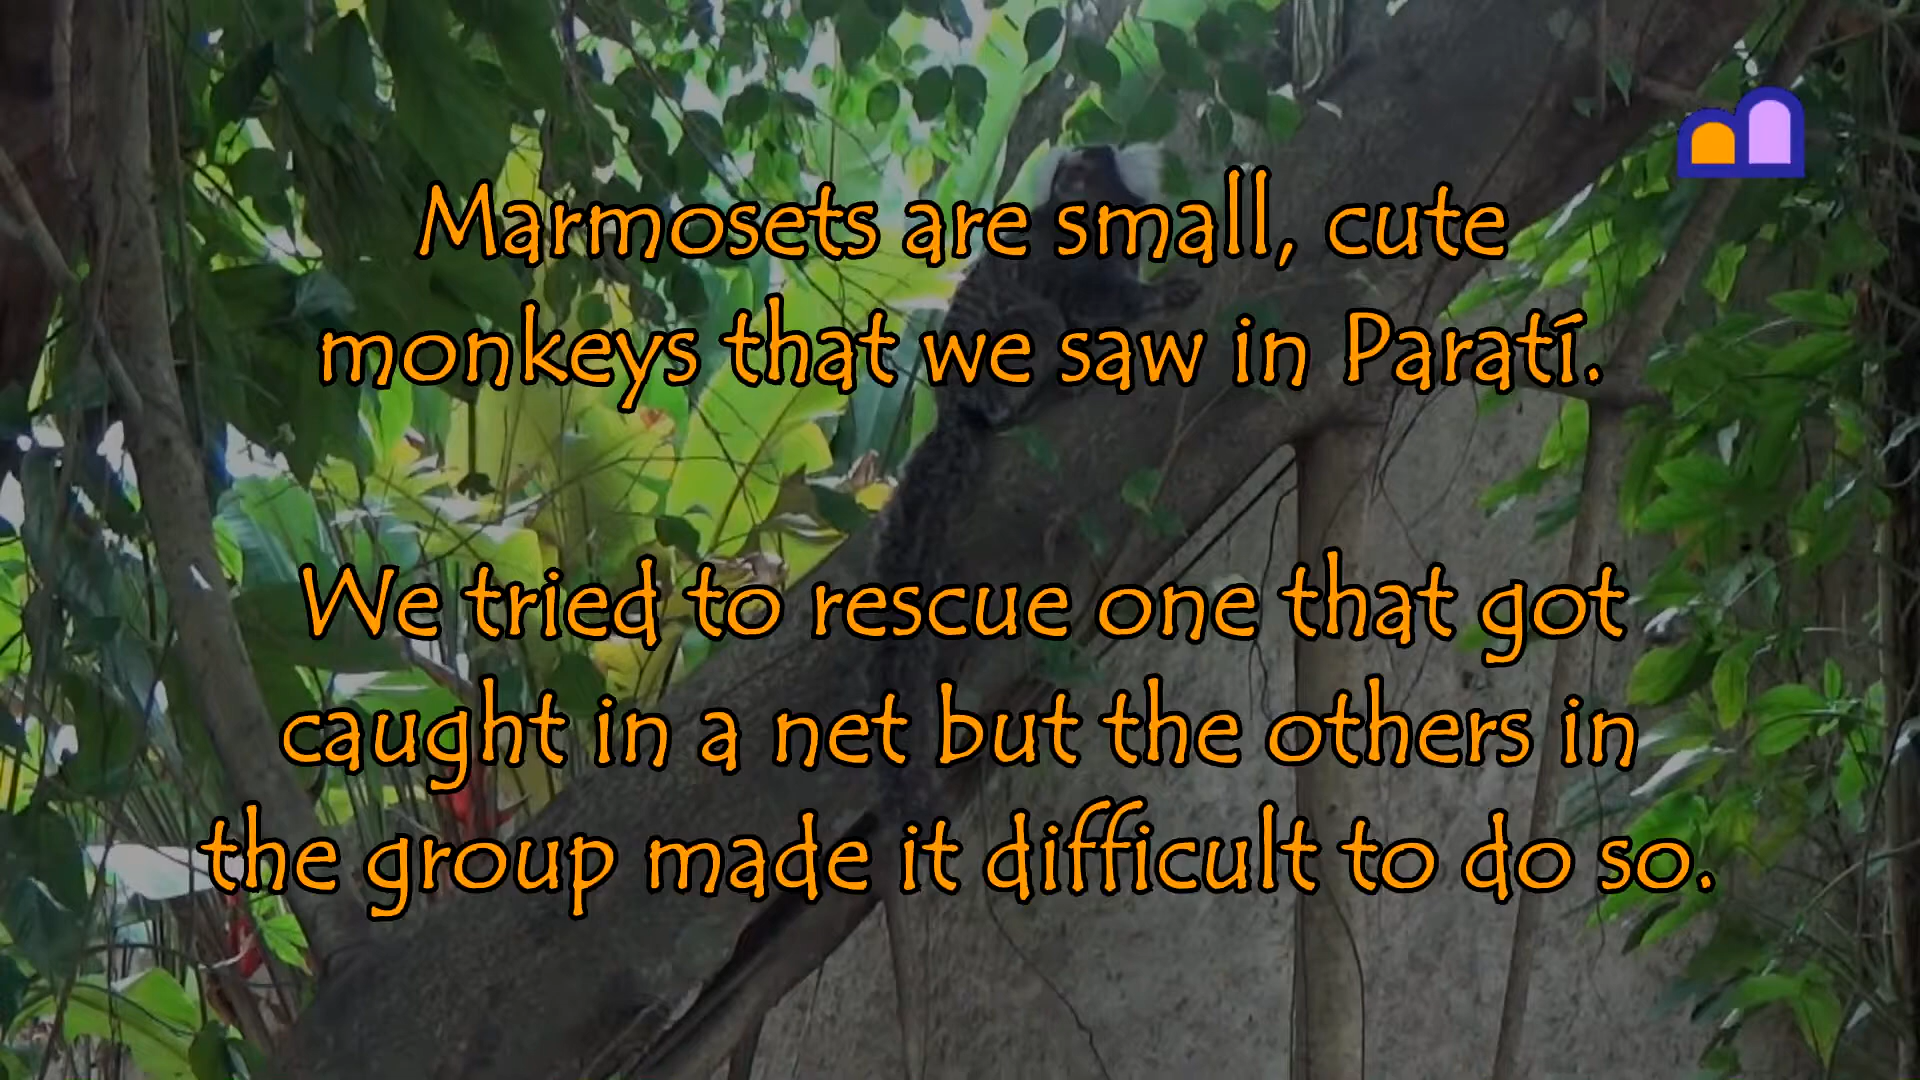 Marmosets are small, cute
monkeys that we saw in Paratí.
We tried to rescue one that got
caught in a net but the others in
the group made it difficult to do so.